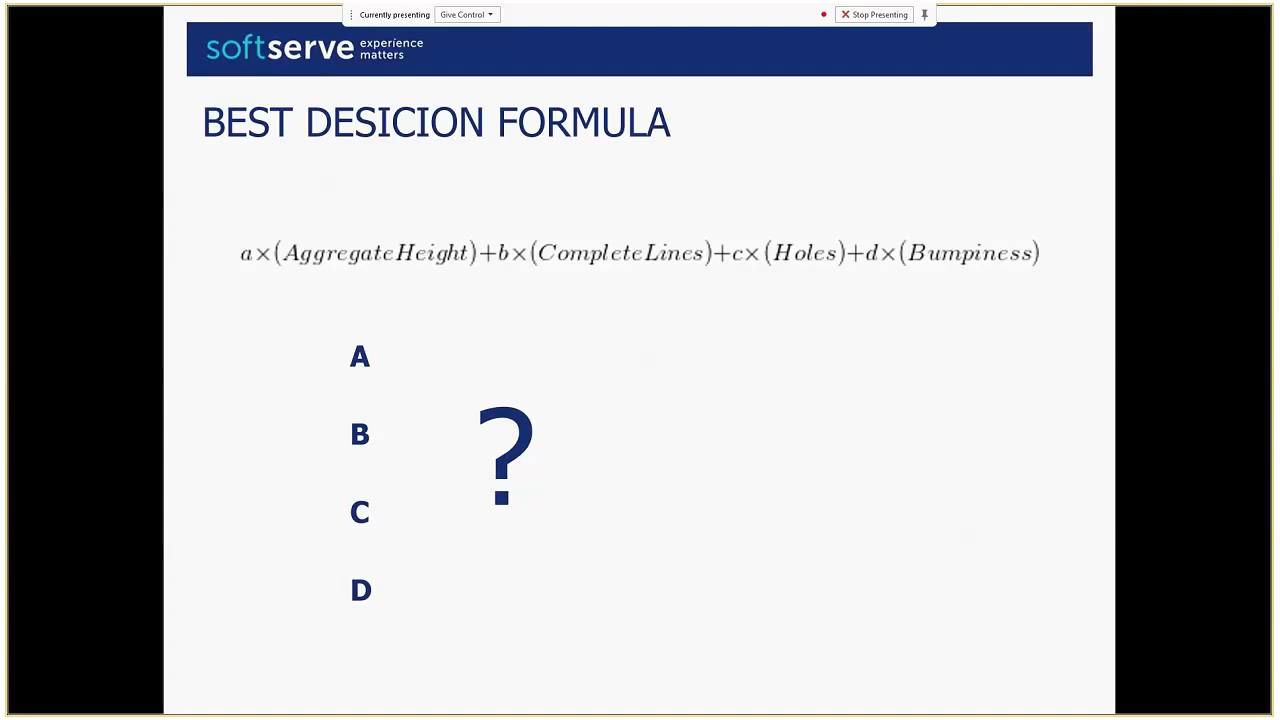 Currently presenting Give Control Stop Presenting
softserve experience matters
BEST DESICION FORMULA
a×(AggregateHeight)+b×(CompleteLines)+c×(Holes)+d×(Bumpiness)
A
B
?
C
D